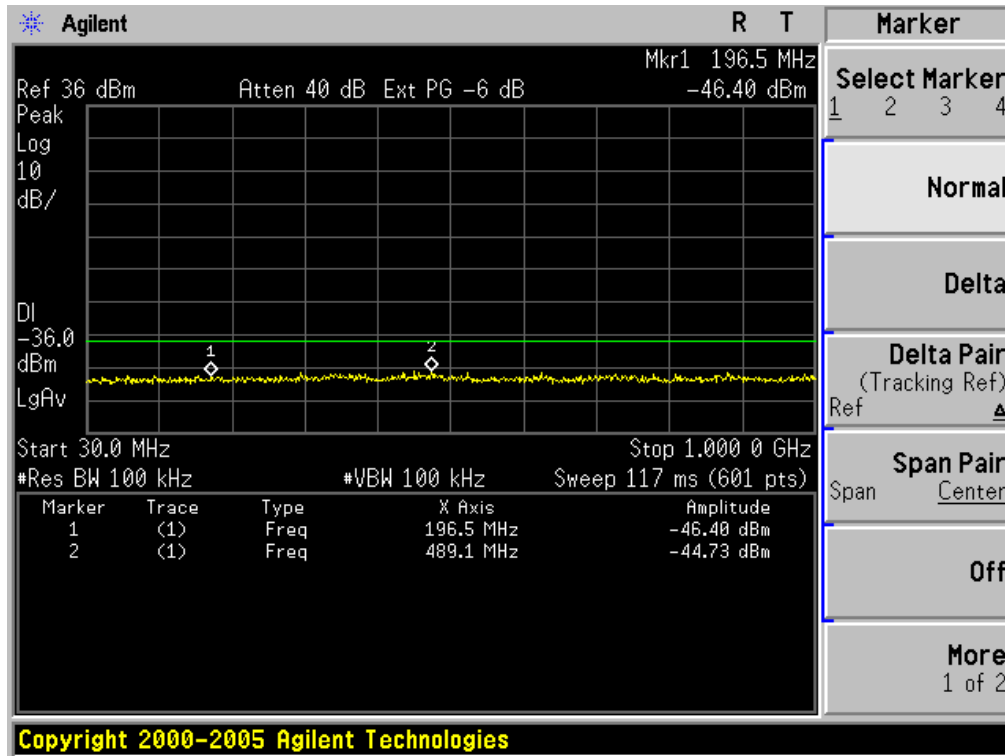 Agilent R T
Mkr1 196.5 MHz
Ref 36 dBm Atten 40 dB Ext PG -6 dB -46.40 dBm
Peak
Log
10
dB/
DI
-36.0
dBm
LgAv
1
2
Start 30.0 MHz Stop 1.000 0 GHz
#Res BW 100 kHz #VBW 100 kHz Sweep 117 ms (601 pts)
Marker Trace Type X Axis Amplitude
1 (1) Freq 196.5 MHz -46.40 dBm
2 (1) Freq 489.1 MHz -44.73 dBm
Marker
Select Marker
1 2 3 4
Normal
Delta
Delta Pair
(Tracking Ref)
Ref Δ
Span Pair
Span Center
Off
More
1 of 2
Copyright 2000-2005 Agilent Technologies